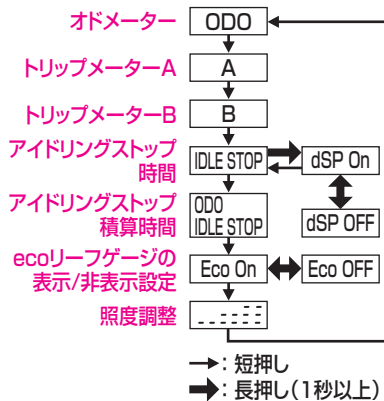 オドメーター ODO
トリップメーターA A
トリップメーターB B
アイドリングストップ
時間
IDLE STOP dSP On
dSP OFF
アイドリングストップ
積算時間
ODO
IDLE STOP
ecoリーフゲージの
表示/非表示設定
Eco On Eco OFF
照度調整
→:短押し
➡:長押し(1秒以上)